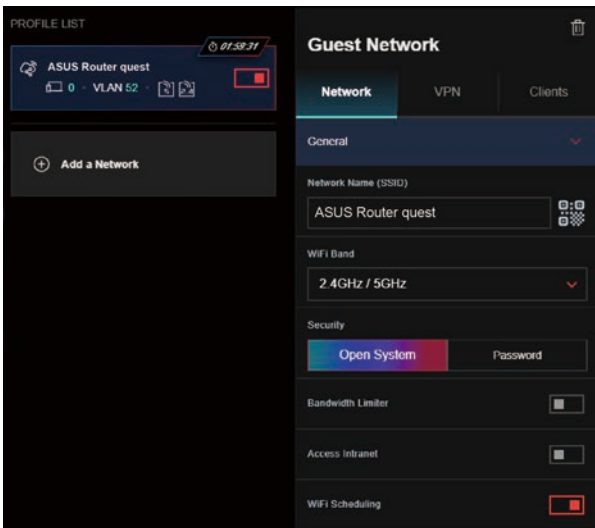 PROFILE LIST
01:58:31
ASUS Router quest
0 · VLAN 52 ·
Add a Network
Guest Network
Network VPN Clients
General
Network Name (SSID)
ASUS Router quest
WiFi Band
2.4GHz / 5GHz
Security
Open System Password
Bandwidth Limiter
Access Intranet
WiFi Scheduling